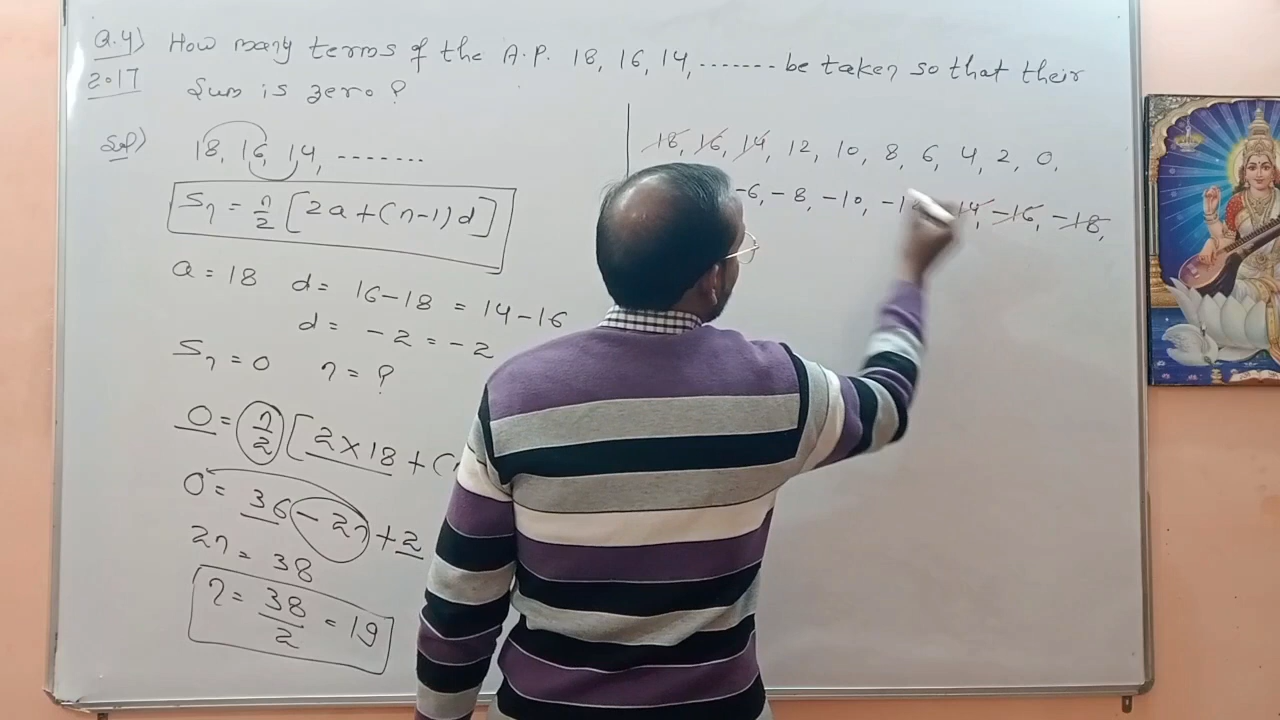 Q.4) How many terms of the A.P. 18, 16, 14, ....... be taken so that their
2017 Sum is zero?
Sol) 18, 16, 14, .......
Sn = n/2 [2a + (n-1)d]
a = 18 d = 16-18 = 14-16
d = -2 = -2
Sn = 0 n = ?
0 = n/2 [2×18 + (
0 = 36 - 2n + 2
2n = 38
n = 38/2 = 19
18, 16, 14, 12, 10, 8, 6, 4, 2, 0,
-6, -8, -10, -14, -16, -18,